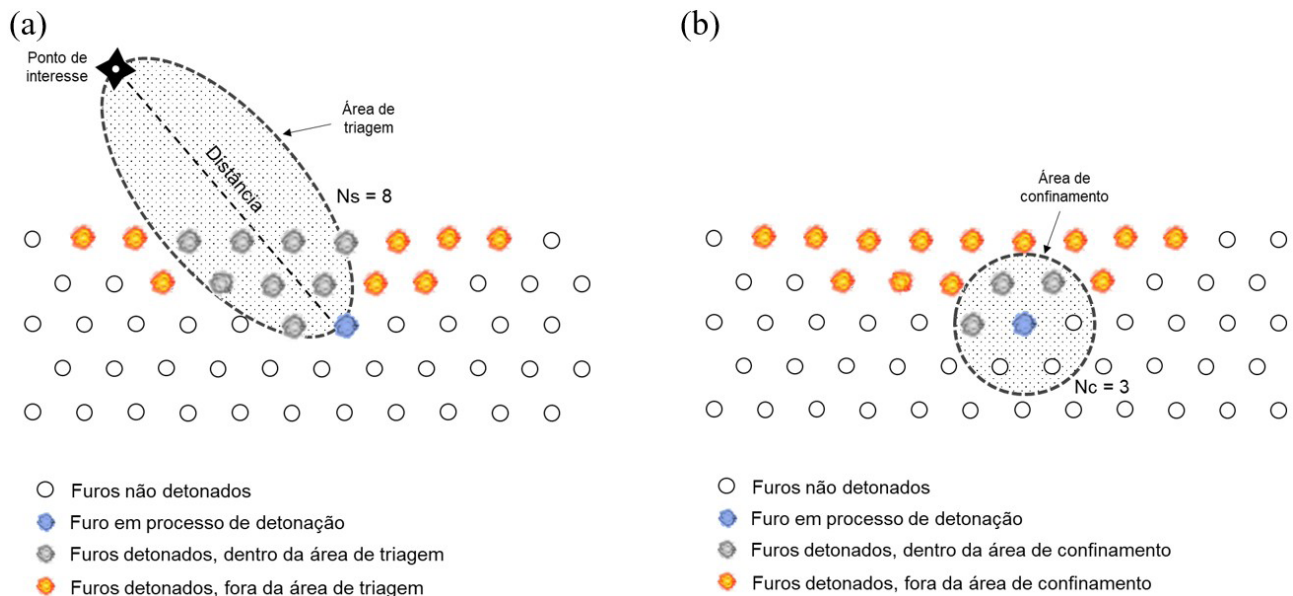 (a)
Ponto de
interesse
Área de
triagem
Distância
Ns = 8
Furos não detonados
Furo em processo de detonação
Furos detonados, dentro da área de triagem
Furos detonados, fora da área de triagem
(b)
Área de
confinamento
Nc = 3
Furos não detonados
Furo em processo de detonação
Furos detonados, dentro da área de confinamento
Furos detonados, fora da área de confinamento